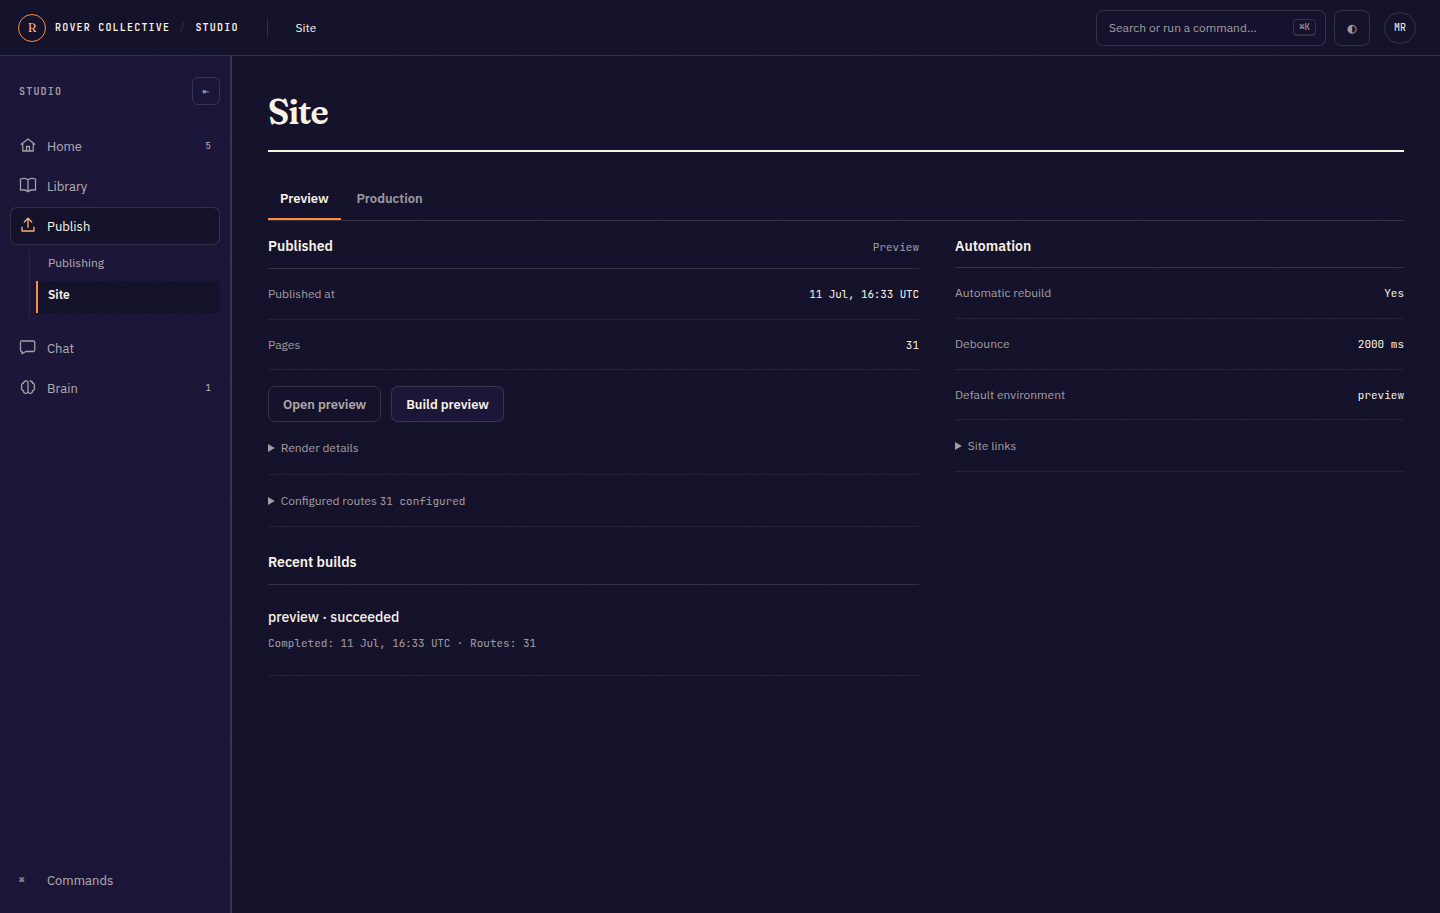 R ROVER COLLECTIVE / STUDIO Site Search or run a command... ⌘K MR
STUDIO
Home 5
Library
Publish
Publishing
Site
Chat
Brain 1
⌘ Commands
Site
Preview Production
Published Preview
Published at 11 Jul, 16:33 UTC
Pages 31
Open preview Build preview
Render details
Configured routes 31 configured
Recent builds
preview · succeeded
Completed: 11 Jul, 16:33 UTC · Routes: 31
Automation
Automatic rebuild Yes
Debounce 2000 ms
Default environment preview
Site links